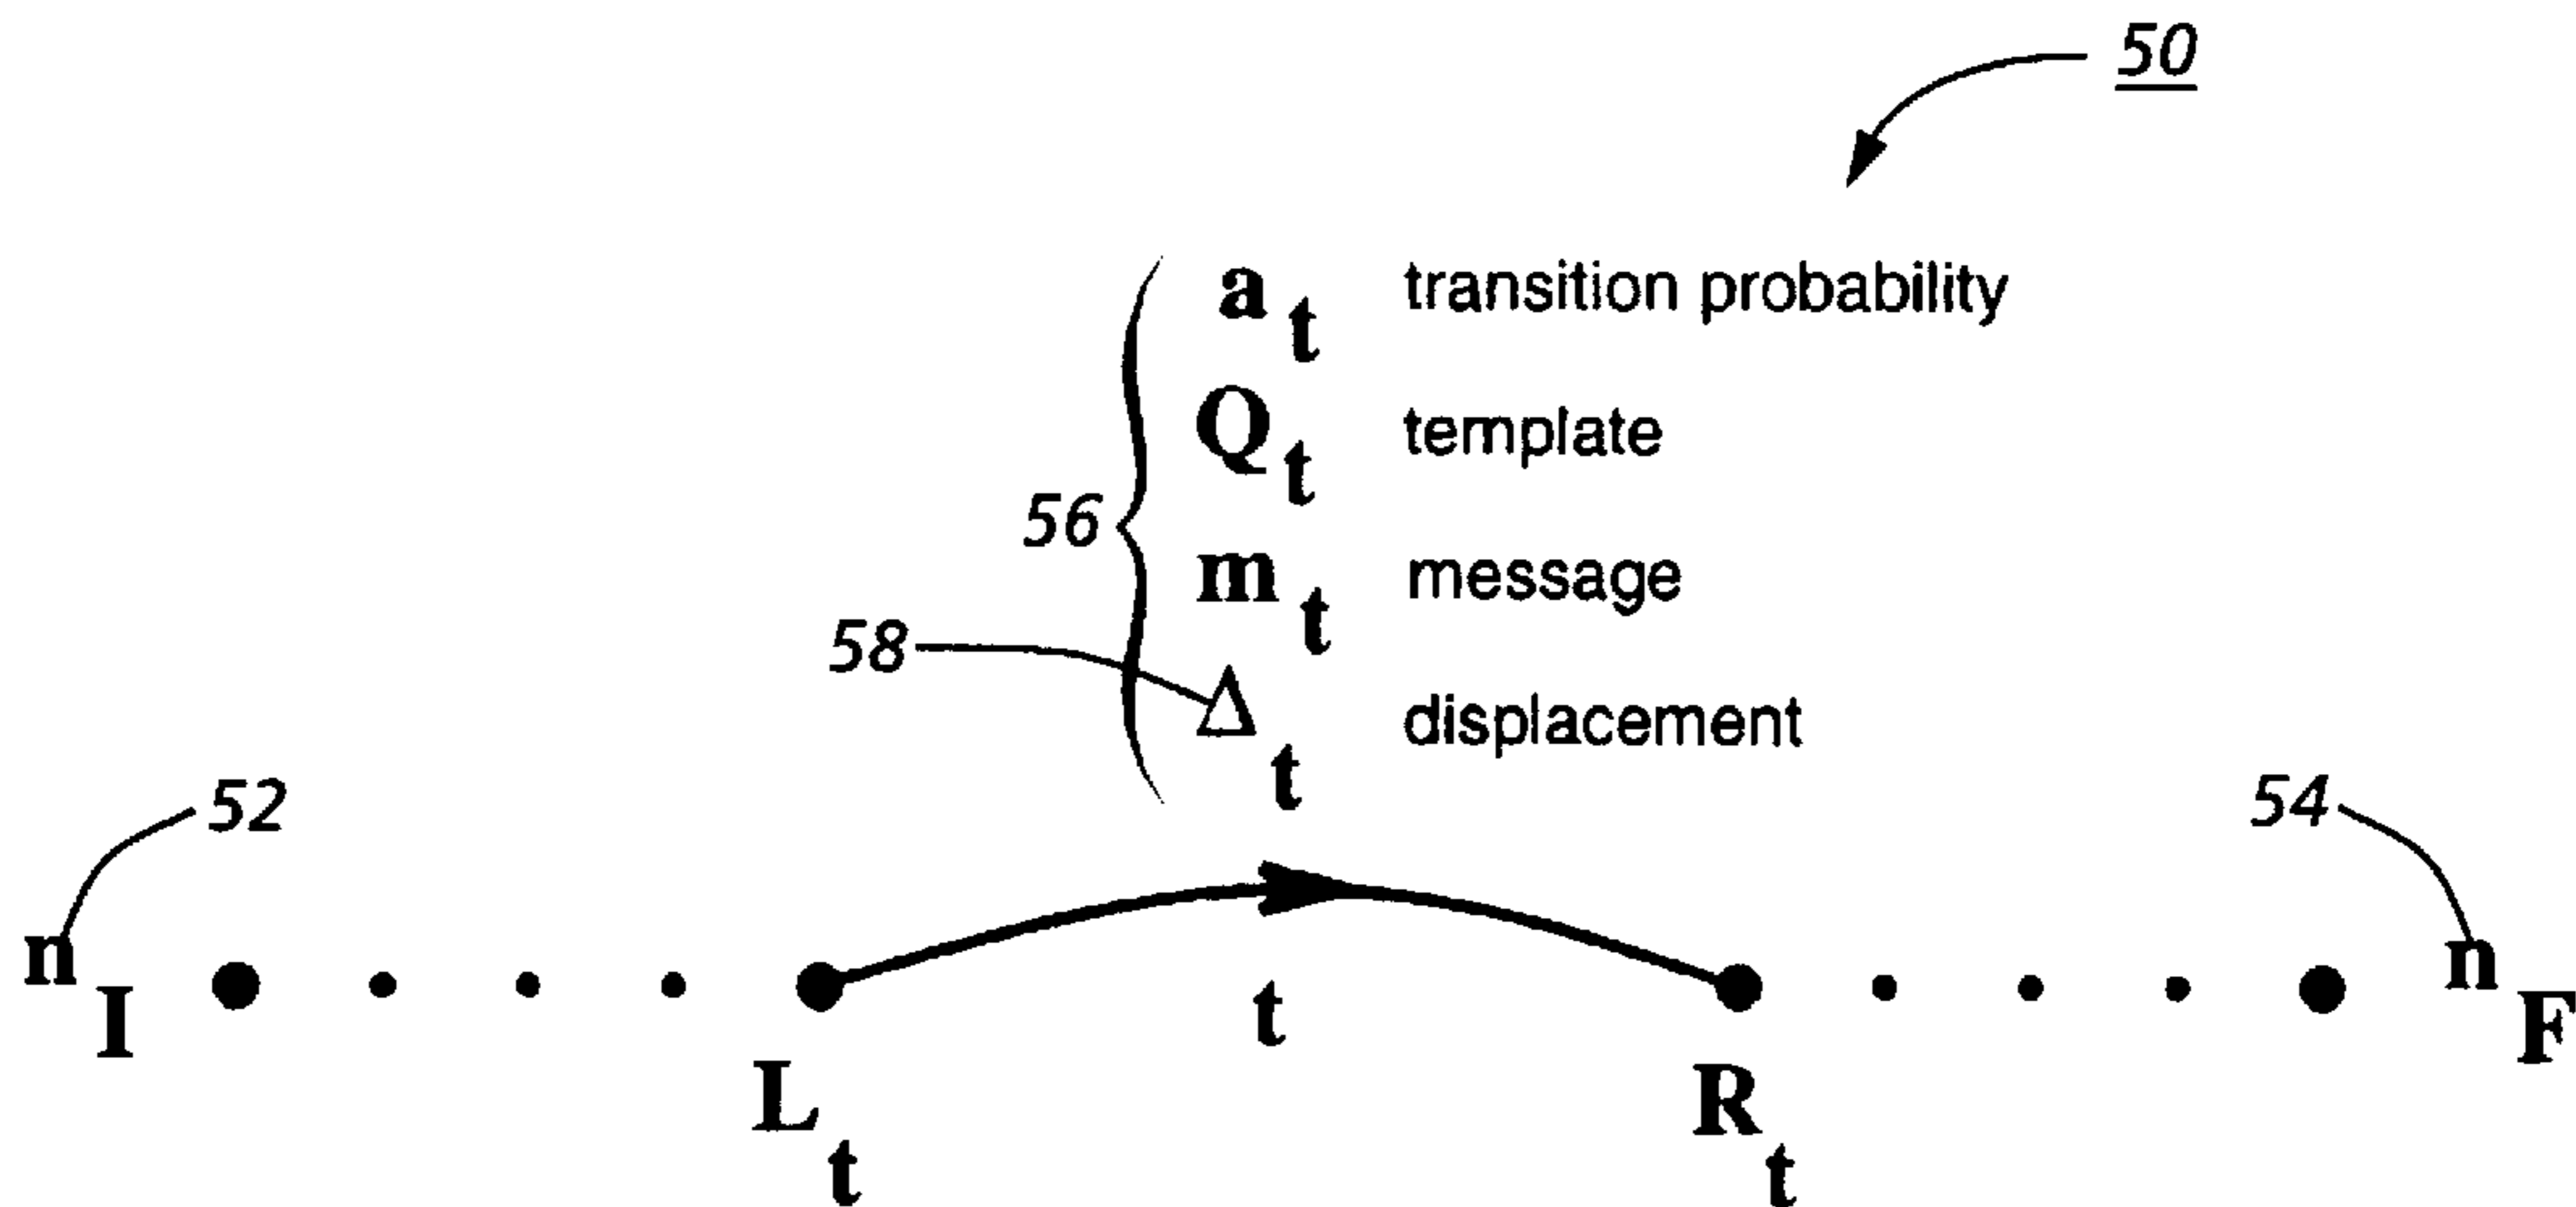 50
a t transition probability
Q t template
56
m t message
58
Δ t displacement
52
54
n I
t
n F
L t
R t